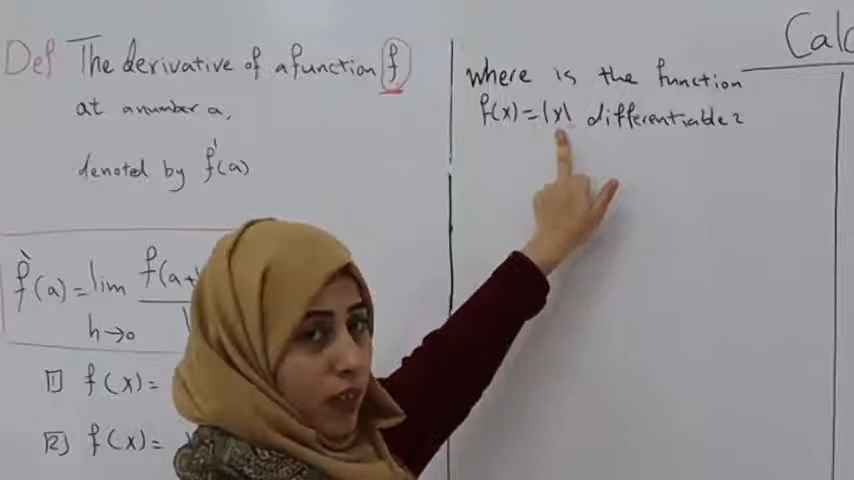 Def The derivative of a function f
at a number a,
denoted by f'(a)
f'(a) = lim f(a+
h→0
1 f(x) =
2 f(x) =
where is the function
f(x) = |x| differentiable?
Calc